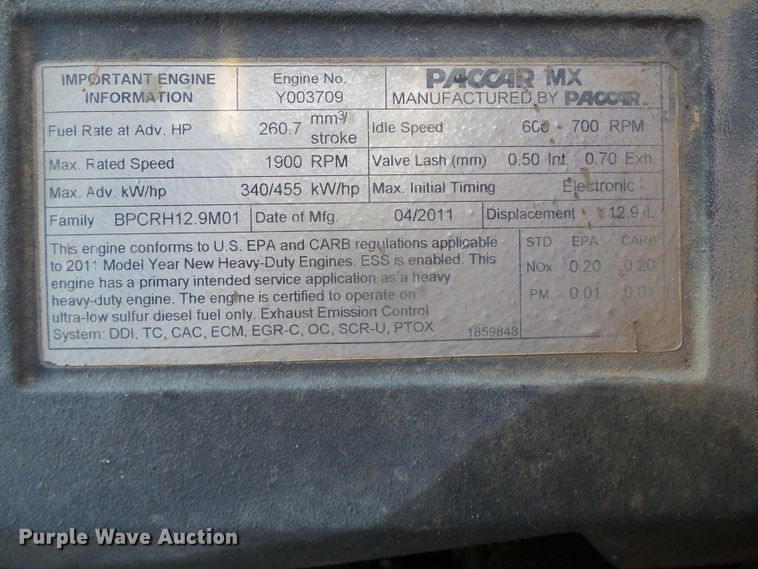 IMPORTANT ENGINE INFORMATION
Engine No. Y003709
PACCAR MX
MANUFACTURED BY PACCAR
Fuel Rate at Adv. HP 260.7 mm³/stroke
Idle Speed 600 - 700 RPM
Max. Rated Speed 1900 RPM
Valve Lash (mm) 0.50 Int. 0.70 Exh.
Max. Adv. kW/hp 340/455 kW/hp
Max. Initial Timing Electronic
Family BPCRH12.9M01
Date of Mfg. 04/2011
Displacement 12.9 L
This engine conforms to U.S. EPA and CARB regulations applicable
to 2011 Model Year New Heavy-Duty Engines. ESS is enabled. This
engine has a primary intended service application as a heavy
heavy-duty engine. The engine is certified to operate on
ultra-low sulfur diesel fuel only. Exhaust Emission Control
System: DDI, TC, CAC, ECM, EGR-C, OC, SCR-U, PTOX 1859848
STD EPA CARB
NOx 0.20 0.20
PM 0.01 0.01
Purple Wave Auction